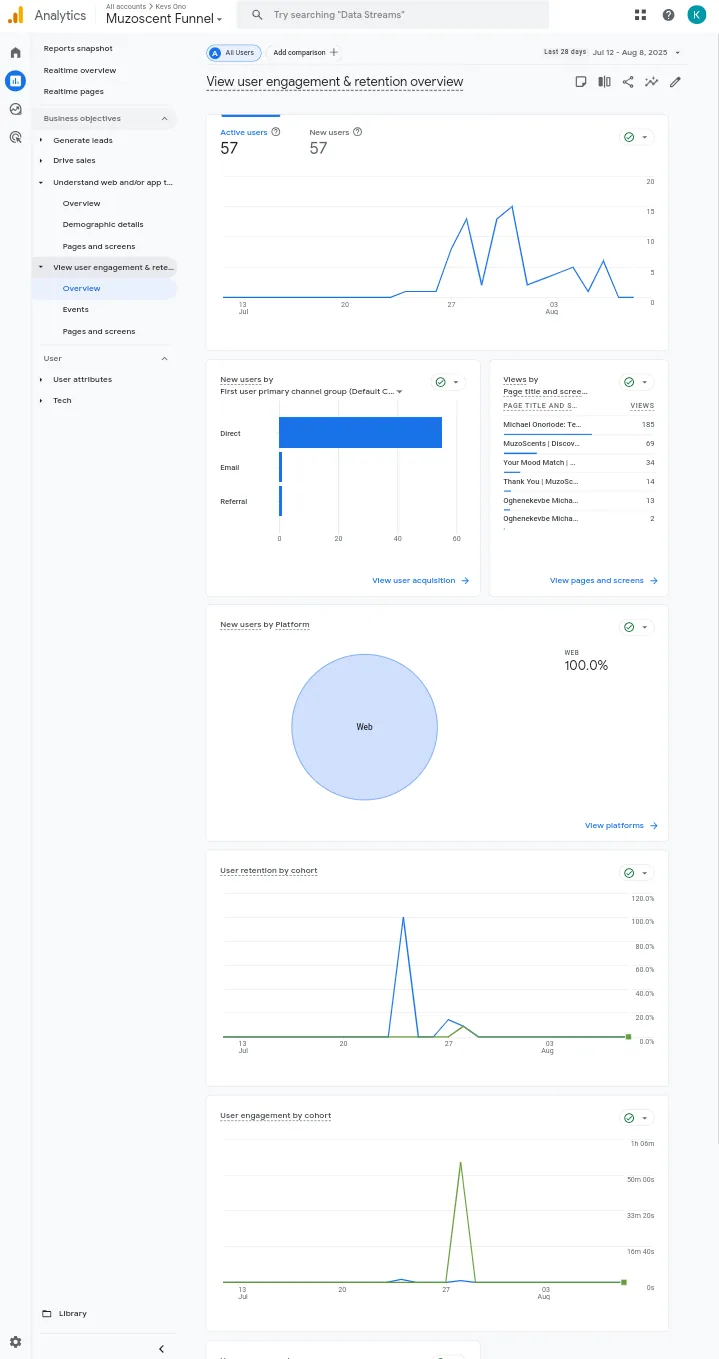 Analytics
All accounts > Kevs Ono
Muzoscent Funnel
Try searching "Data Streams"
K
Reports snapshot
Realtime overview
Realtime pages
Business objectives
Generate leads
Drive sales
Understand web and/or app t...
Overview
Demographic details
Pages and screens
View user engagement & rete...
Overview
Events
Pages and screens
User
User attributes
Tech
Library
A All Users
Add comparison +
Last 28 days Jul 12 - Aug 8, 2025
View user engagement & retention overview
Active users
57
New users
57
20
15
10
5
0
13
Jul
20
27
03
Aug
New users by
First user primary channel group (Default C...
Direct
Email
Referral
0 20 40 60
View user acquisition
Views by
Page title and scree...
PAGE TITLE AND S... VIEWS
Michael Onoriode: Te... 185
MuzoScents | Discov... 69
Your Mood Match | ... 34
Thank You | MuzoSc... 14
Oghenekevbe Micha... 13
Oghenekevbe Micha... 2
View pages and screens
New users by Platform
Web
WEB
100.0%
View platforms
User retention by cohort
120.0%
100.0%
80.0%
60.0%
40.0%
20.0%
0.0%
13
Jul
20
27
03
Aug
User engagement by cohort
1h 06m
50m 00s
33m 20s
16m 40s
0s
13
Jul
20
27
03
Aug